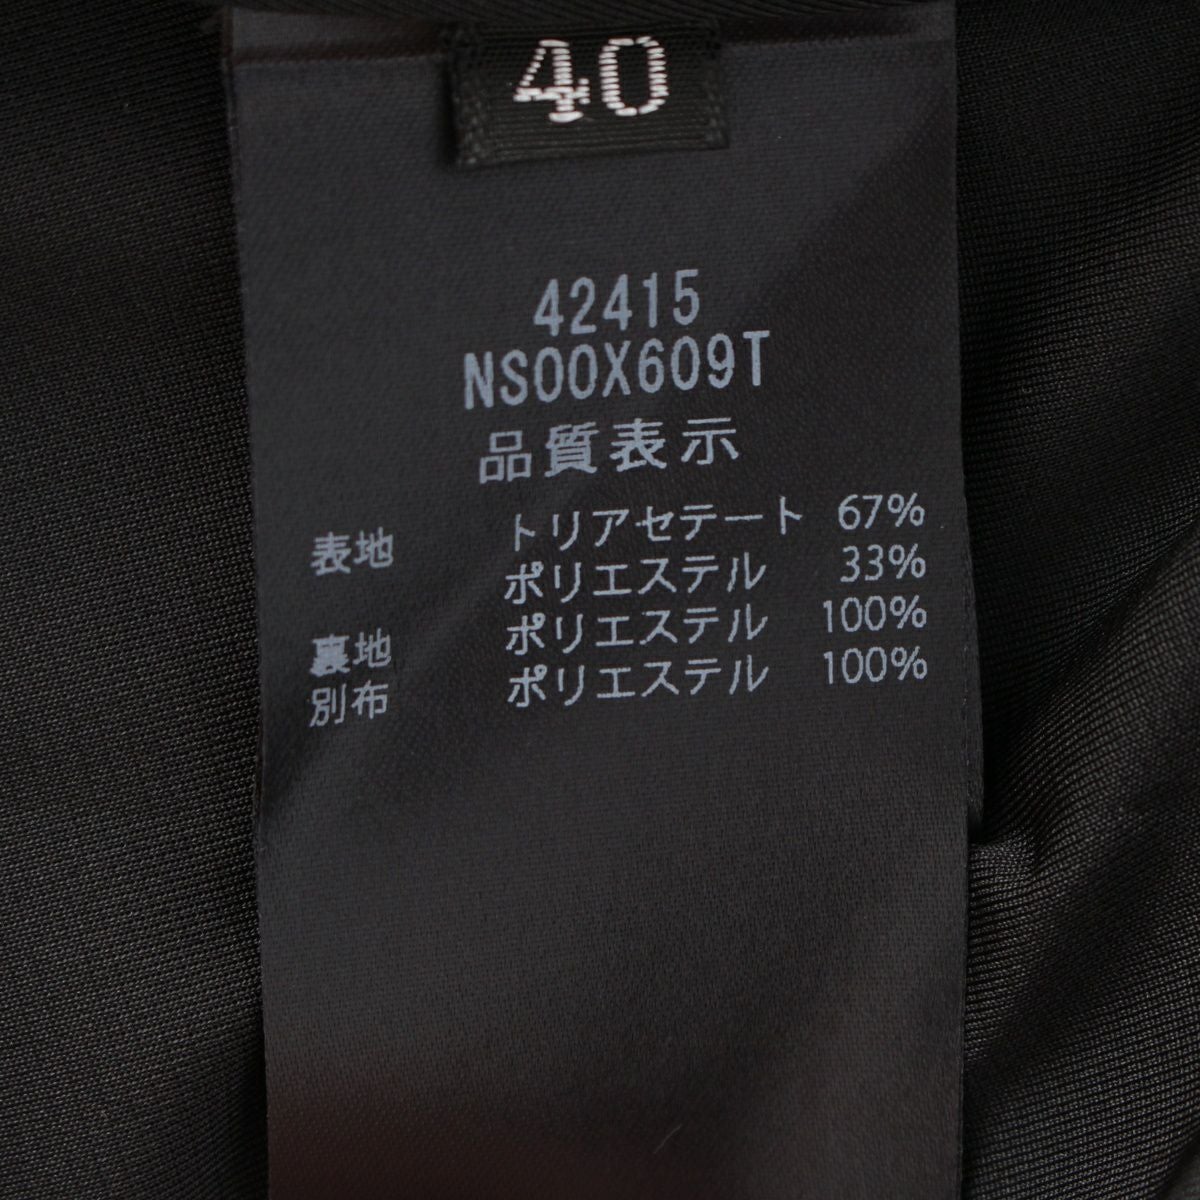 40
42415
NS00X609T
品質表示
表地 トリアセテート 67%
ポリエステル 33%
裏地 ポリエステル 100%
別布 ポリエステル 100%